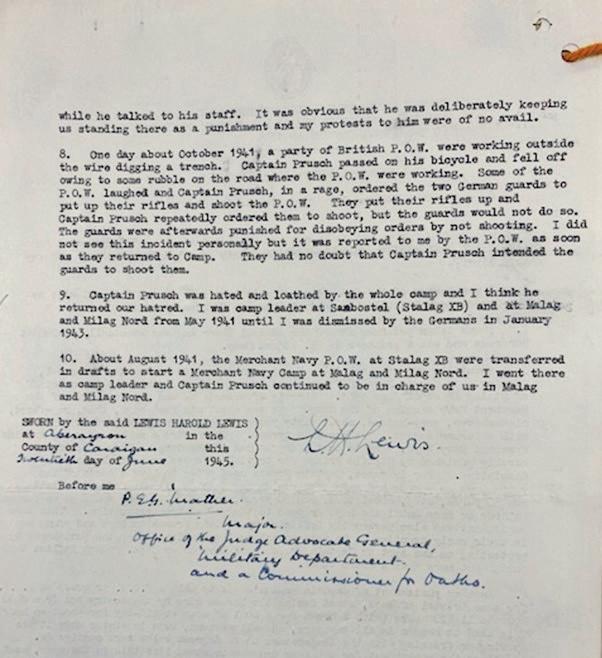 while he talked to his staff. It was obvious that he was deliberately keeping
us standing there as a punishment and my protests to him were of no avail.
8. One day about October 1941, a party of British P.O.W. were working outside
the wire digging a trench. Captain Prusch passed on his bicycle and fell off
owing to some rubble on the road where the P.O.W. were working. Some of the
P.O.W. laughed and Captain Prusch, in a rage, ordered the two German guards to
put up their rifles and shoot the P.O.W. They put their rifles up and
Captain Prusch repeatedly ordered them to shoot, but the guards would not do so.
The guards were afterwards punished for disobeying orders by not shooting. I did
not see this incident personally but it was reported to me by the P.O.W. as soon
as they returned to Camp. They had no doubt that Captain Prusch intended the
guards to shoot them.
9. Captain Prusch was hated and loathed by the whole camp and I think he
returned our hatred. I was camp leader at Sambostel (Stalag XB) and at Malag
and Milag Nord from May 1941 until I was dismissed by the Germans in January
1943.
10. About August 1941, the Merchant Navy P.O.W. at Stalag XB were transferred
in drafts to start a Merchant Navy Camp at Malag and Milag Nord. I went there
as camp leader and Captain Prusch continued to be in charge of us in Malag
and Milag Nord.
SWORN by the said LEWIS HAROLD LEWIS )
at Aberayron in the )
County of Cardigan this )
Twentieth day of June 1945. )
L.H. Lewis.
Before me
P. E. G. Mather.
Major.
Office of the Judge Advocate General,
Military Department.
and a Commissioner for Oaths.